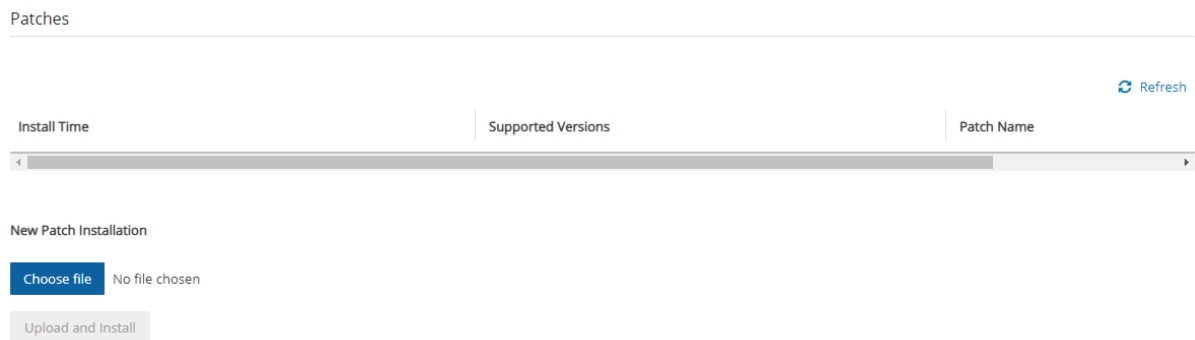 Patches
Refresh
Install Time Supported Versions Patch Name
New Patch Installation
Choose file No file chosen
Upload and Install